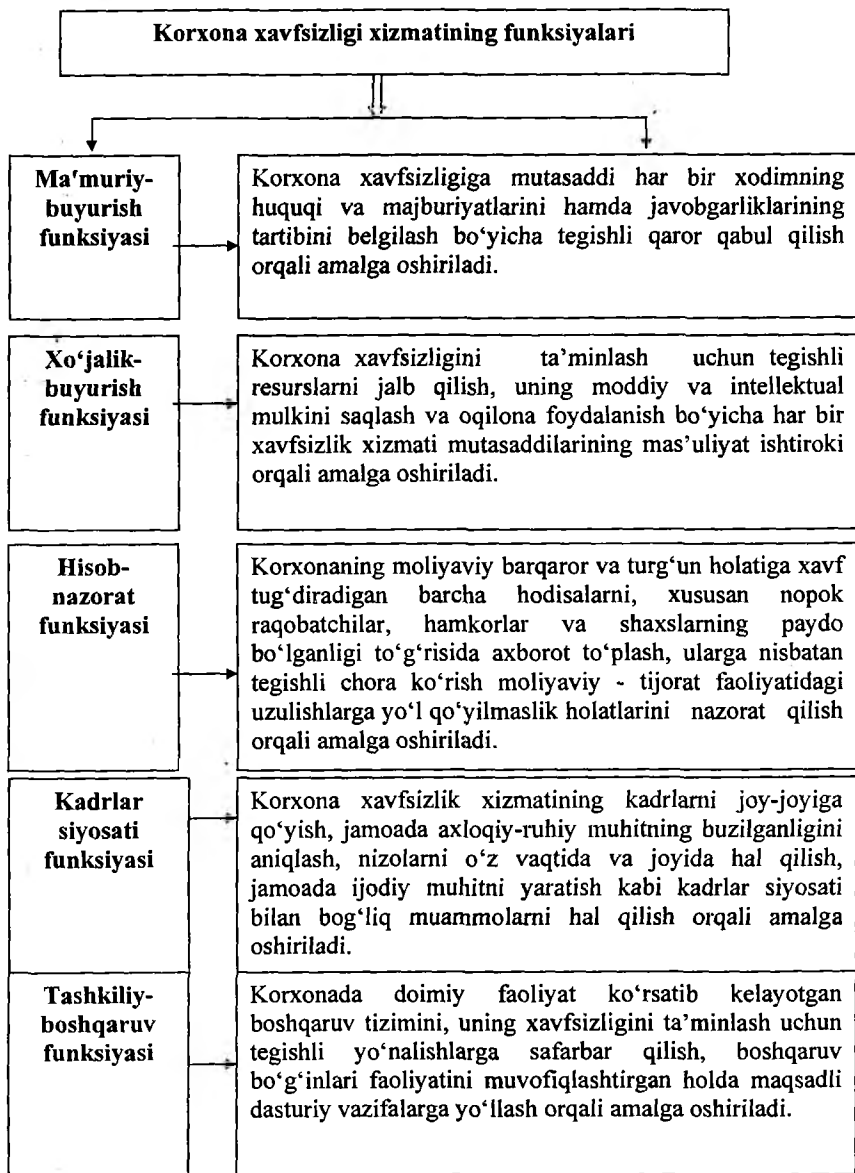 Korxona xavfsizligi xizmatining funksiyalari
Ma'muriy-
buyurish
funksiyasi
Korxona xavfsizligiga mutasaddi har bir xodimning
huquqi va majburiyatlarini hamda javobgarliklarining
tartibini belgilash bo‘yicha tegishli qaror qabul qilish
orqali amalga oshiriladi.
Xo‘jalik-
buyurish
funksiyasi
Korxona xavfsizligini ta’minlash uchun tegishli
resurslarni jalb qilish, uning moddiy va intellektual
mulkini saqlash va oqilona foydalanish bo‘yicha har bir
xavfsizlik xizmati mutasaddilarining mas’uliyat ishtiroki
orqali amalga oshiriladi.
Hisob-
nazorat
funksiyasi
Korxonaning moliyaviy barqaror va turg‘un holatiga xavf
tug‘diradigan barcha hodisalarni, xususan nopok
raqobatchilar, hamkorlar va shaxslarning paydo
bo‘lganligi to‘g‘risida axborot to‘plash, ularga nisbatan
tegishli chora ko‘rish moliyaviy - tijorat faoliyatidagi
uzulishlarga yo‘l qo‘yilmaslik holatlarini nazorat qilish
orqali amalga oshiriladi.
Kadrlar
siyosati
funksiyasi
Korxona xavfsizlik xizmatining kadrlarni joy-joyiga
qo‘yish, jamoada axloqiy-ruhiy muhitning buzilganligini
aniqlash, nizolarni o‘z vaqtida va joyida hal qilish,
jamoada ijodiy muhitni yaratish kabi kadrlar siyosati
bilan bog‘liq muammolarni hal qilish orqali amalga
oshiriladi.
Tashkiliy-
boshqaruv
funksiyasi
Korxonada doimiy faoliyat ko‘rsatib kelayotgan
boshqaruv tizimini, uning xavfsizligini ta’minlash uchun
tegishli yo‘nalishlarga safarbar qilish, boshqaruv
bo‘g‘inlari faoliyatini muvofiqlashtirgan holda maqsadli
dasturiy vazifalarga yo‘llash orqali amalga oshiriladi.